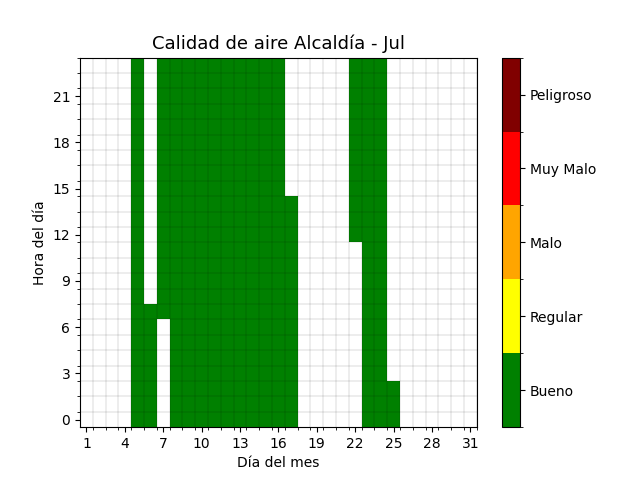 Calidad de aire Alcaldía - Jul
Hora del día
21
18
15
12
9
6
3
0
1 4 7 10 13 16 19 22 25 28 31
Día del mes
Peligroso
Muy Malo
Malo
Regular
Bueno